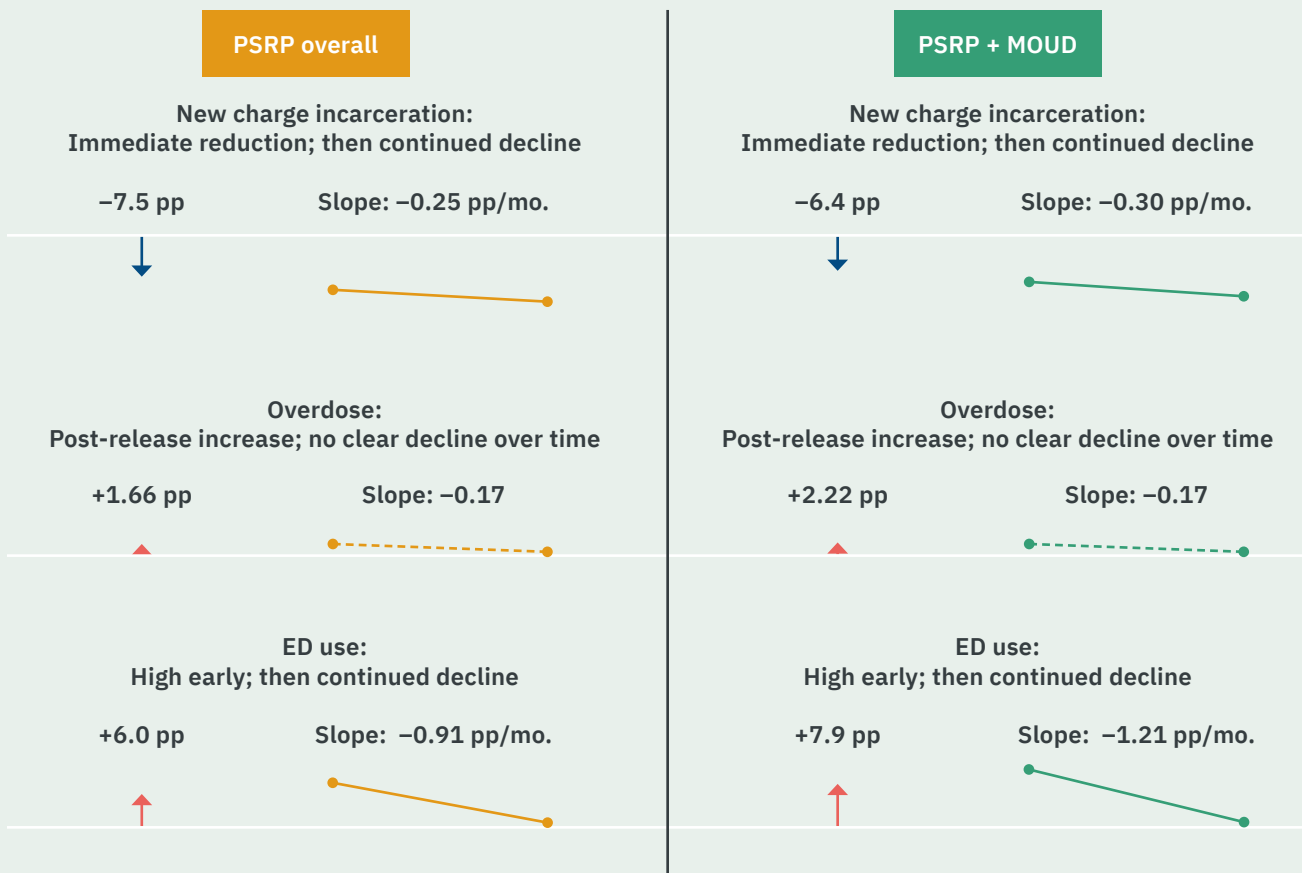 PSRP overall
New charge incarceration:
Immediate reduction; then continued decline
–7.5 pp
Slope: –0.25 pp/mo.
Overdose:
Post-release increase; no clear decline over time
+1.66 pp
Slope: –0.17
ED use:
High early; then continued decline
+6.0 pp
Slope:  –0.91 pp/mo.
PSRP + MOUD
New charge incarceration:
Immediate reduction; then continued decline
–6.4 pp
Slope: –0.30 pp/mo.
Overdose:
Post-release increase; no clear decline over time
+2.22 pp
Slope: –0.17
ED use:
High early; then continued decline
+7.9 pp
Slope:  –1.21 pp/mo.